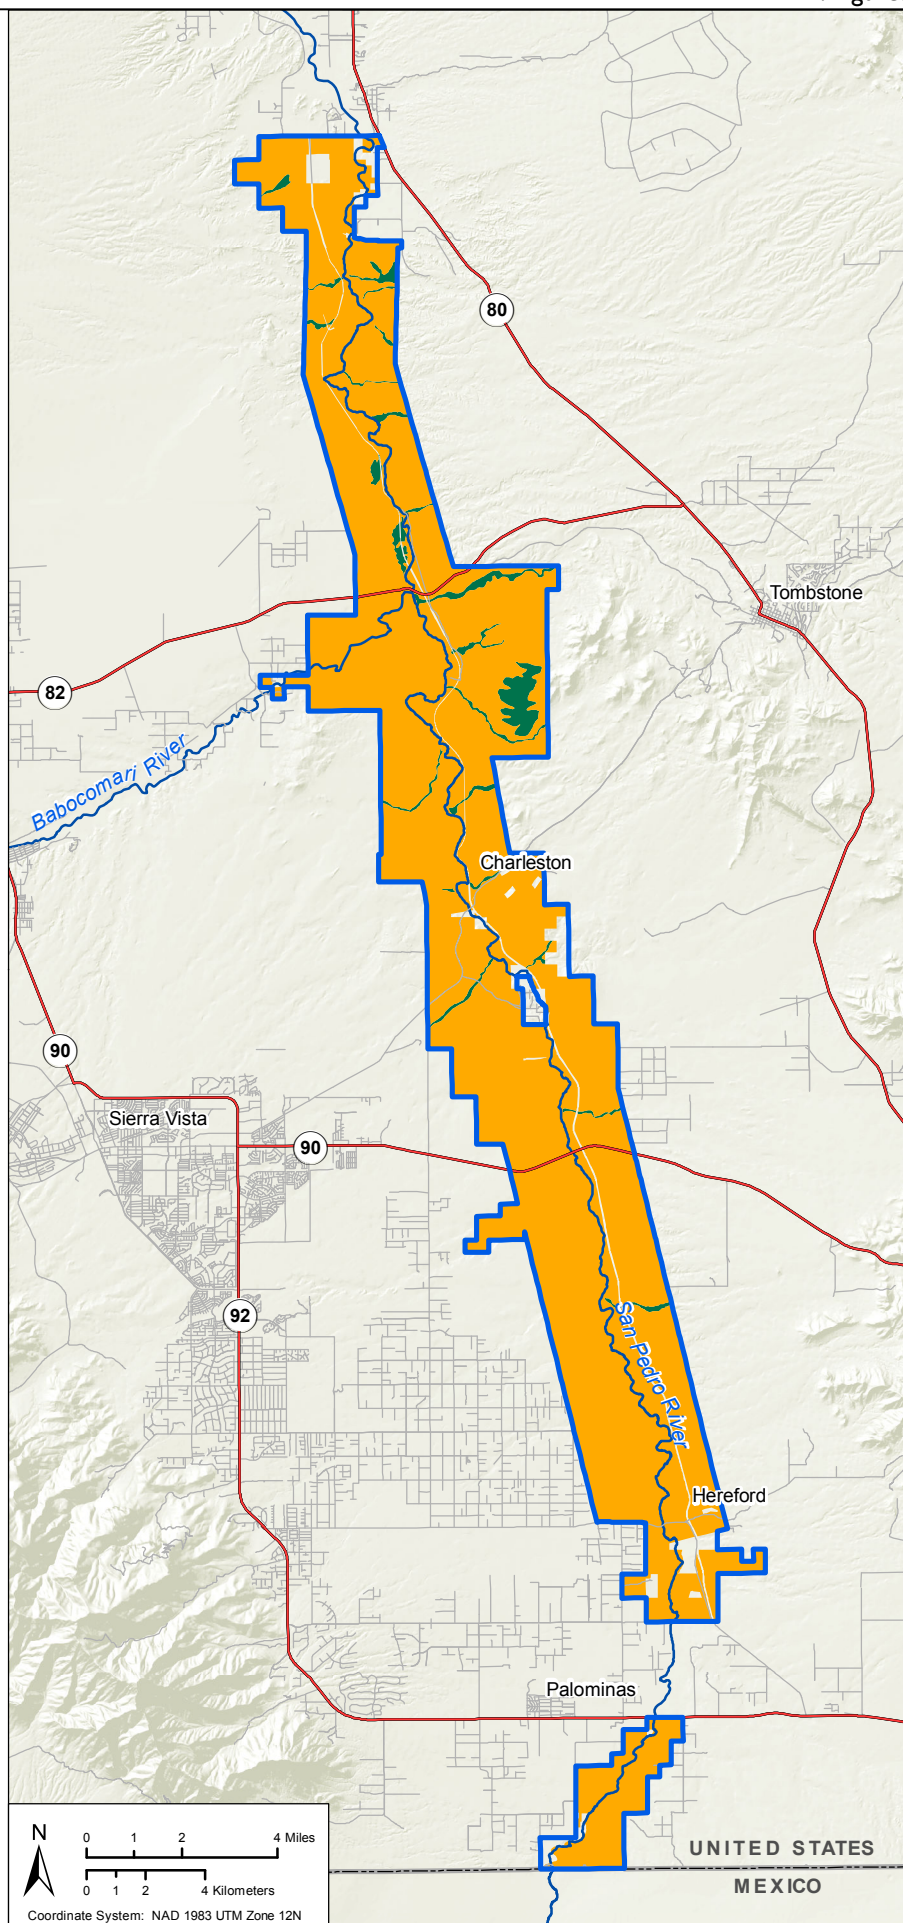 80
Tombstone
82
Babocomari River
Charleston
90
Sierra Vista
90
92
San Pedro River
Hereford
Palominas
UNITED STATES
MEXICO
N
0 1 2 4 Miles
0 1 2 4 Kilometers
Coordinate System: NAD 1983 UTM Zone 12N